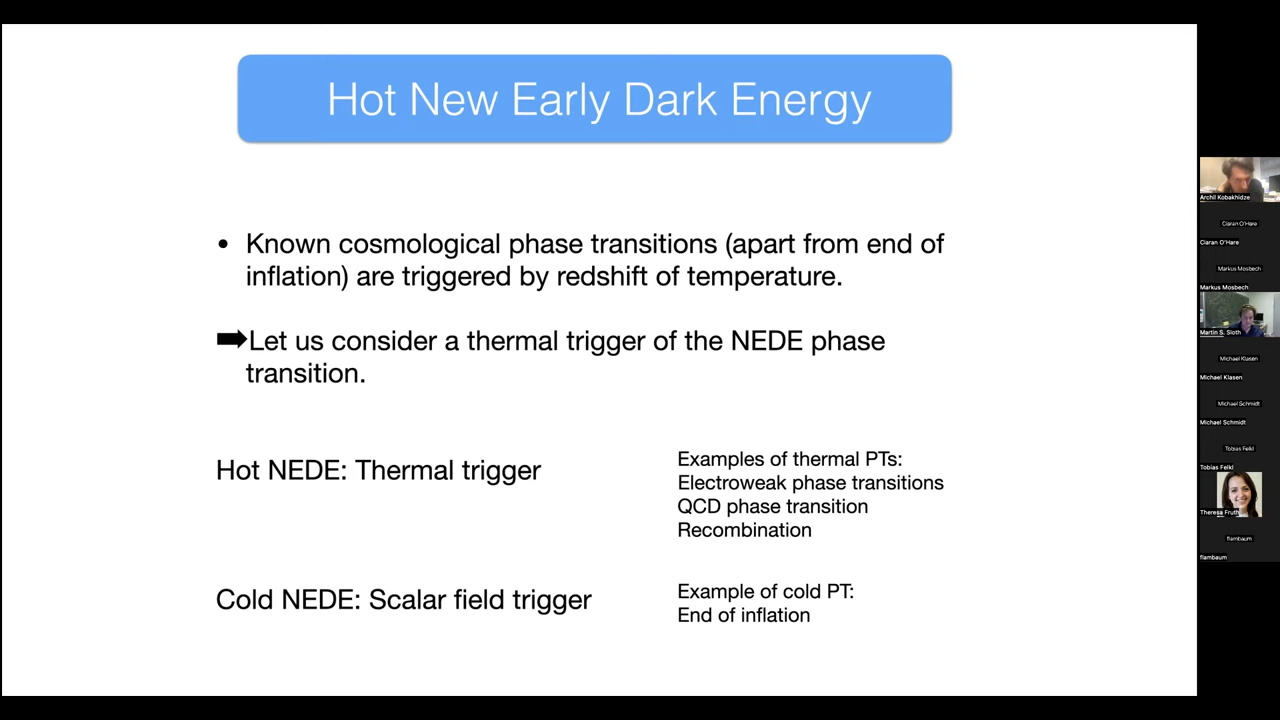 Hot New Early Dark Energy
• Known cosmological phase transitions (apart from end of
inflation) are triggered by redshift of temperature.
➡Let us consider a thermal trigger of the NEDE phase
transition.
Hot NEDE: Thermal trigger
Examples of thermal PTs:
Electroweak phase transitions
QCD phase transition
Recombination
Cold NEDE: Scalar field trigger
Example of cold PT:
End of inflation
Archil Kobakhidze
Ciaran O'Hare
Ciaran O'Hare
Markus Mosbech
Markus Mosbech
Martin S. Sloth
Michael Klasen
Michael Klasen
Michael Schmidt
Michael Schmidt
Tobias Felkl
Tobias Felkl
Theresa Fruth
flambaum
flambaum